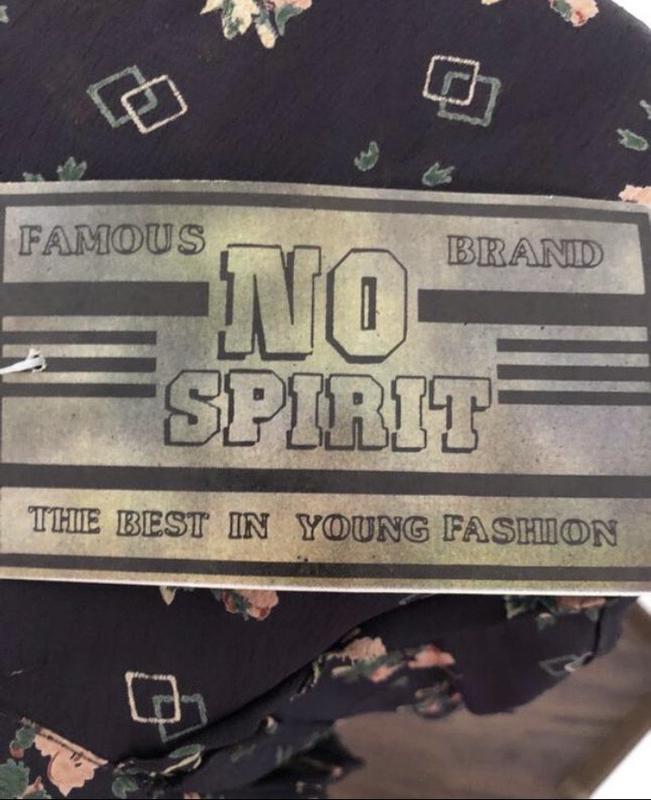 FAMOUS BRAND
NO
SPIRIT
THE BEST IN YOUNG FASHION